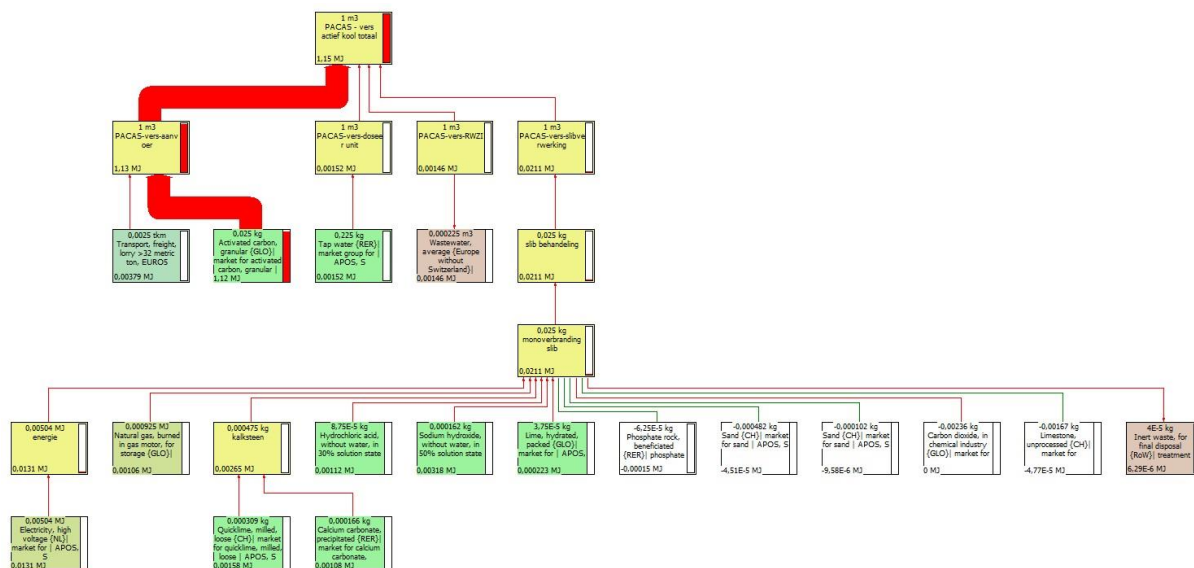 1 m3
PACAS - vers
actief kool totaal
1,15 MJ
1 m3
PACAS-vers-aanv
oer
1,13 MJ
1 m3
PACAS-vers-dosee
r unit
0,00152 MJ
1 m3
PACAS-vers-RWZI
0,00146 MJ
1 m3
PACAS-vers-slibve
rwerking
0,0211 MJ
0,0025 tkm
Transport, freight,
lorry >32 metric
ton, EURO5
0,00379 MJ
0,025 kg
Activated carbon,
granular {GLO}|
market for activated
carbon, granular |
1,12 MJ
0,225 kg
Tap water {RER}|
market group for |
APOS, S
0,00152 MJ
0,000225 m3
Wastewater,
average {Europe
without
Switzerland}|
0,00146 MJ
0,025 kg
slib behandeling
0,0211 MJ
0,025 kg
monoverbranding
slib
0,0211 MJ
0,00504 MJ
energie
0,0131 MJ
0,000925 MJ
Natural gas, burned
in gas motor, for
storage {GLO}|
0,00106 MJ
0,000475 kg
kalksteen
0,00265 MJ
8,75E-5 kg
Hydrochloric acid,
without water, in
30% solution state
0,00112 MJ
0,000162 kg
Sodium hydroxide,
without water, in
50% solution state
0,00318 MJ
3,75E-5 kg
Lime, hydrated,
packed {GLO}|
market for | APOS,
0,000223 MJ
-6,25E-5 kg
Phosphate rock,
beneficiated
{RER}| phosphate
-0,00015 MJ
-0,000482 kg
Sand {CH}| market
for sand | APOS, S
-4,51E-5 MJ
-0,000102 kg
Sand {CH}| market
for sand | APOS, S
-9,58E-6 MJ
-0,00236 kg
Carbon dioxide, in
chemical industry
{GLO}| market for
0 MJ
-0,00167 kg
Limestone,
unprocessed {CH}|
market for
-4,77E-5 MJ
4E-5 kg
Inert waste, for
final disposal
{RoW}| treatment
6,29E-6 MJ
0,00504 MJ
Electricity, high
voltage {NL}|
market for | APOS,
S
0,0131 MJ
0,000309 kg
Quicklime, milled,
loose {CH}| market
for quicklime, milled,
loose | APOS, S
0,00158 MJ
0,000166 kg
Calcium carbonate,
precipitated {RER}|
market for calcium
carbonate,
0,00108 MJ